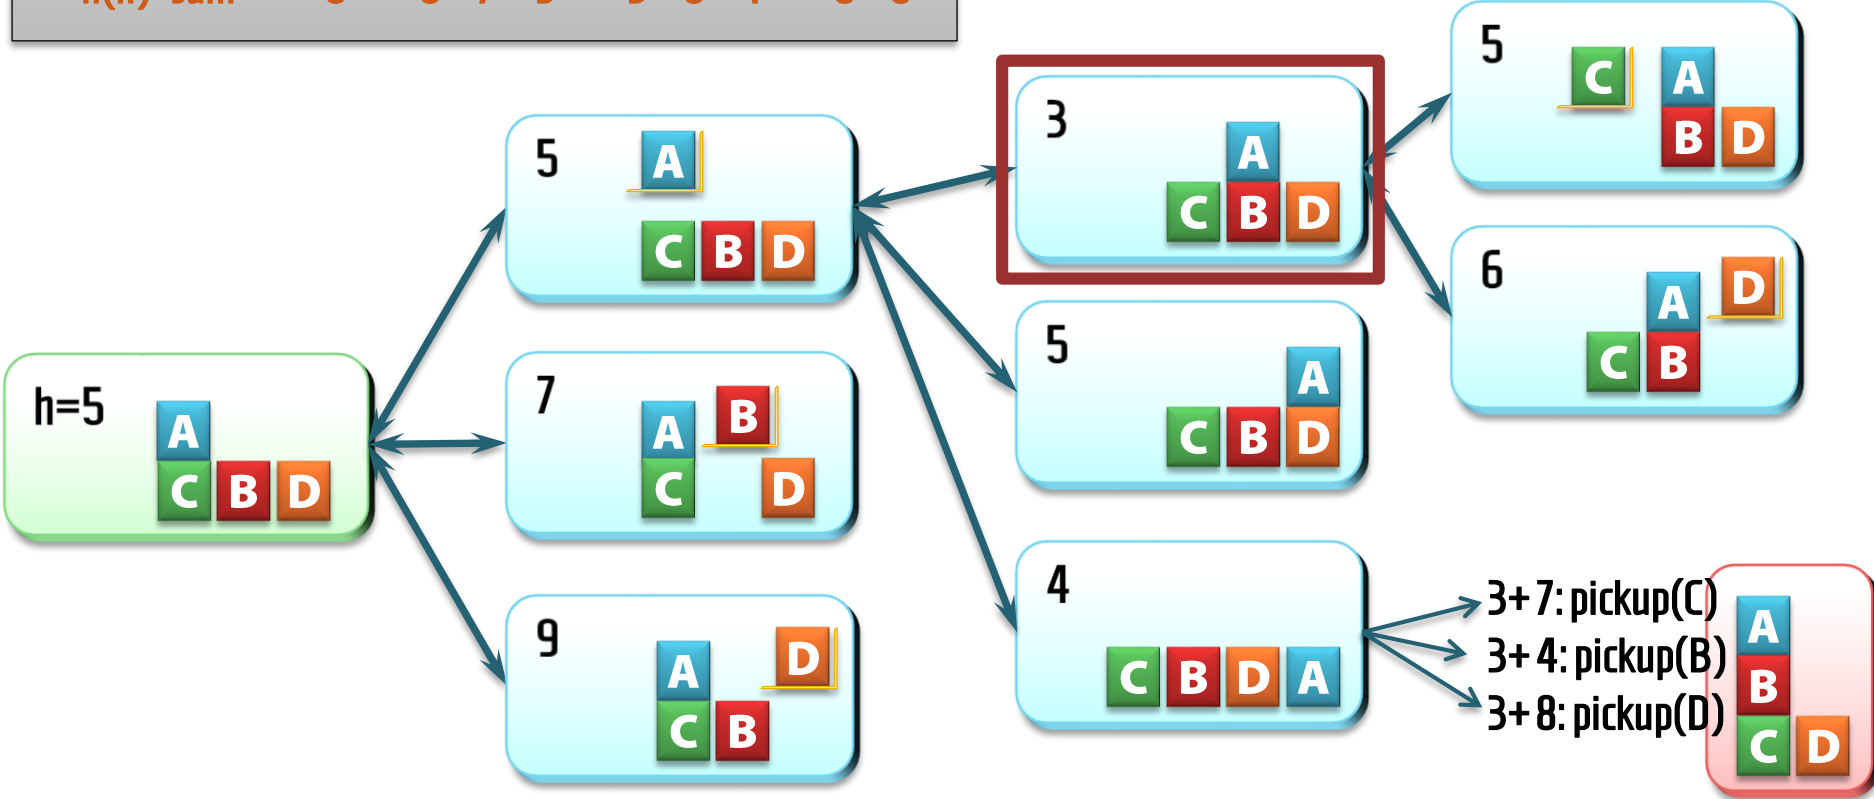 h=5
A
C B D
5
A
C B D
7
A B
C D
9
A D
C B
3
A
C B D
5
A
C B D
4
C B D A
5
C A
B D
6
A D
C B
3+7: pickup(C)
3+4: pickup(B)
3+8: pickup(D)
A
B
C D